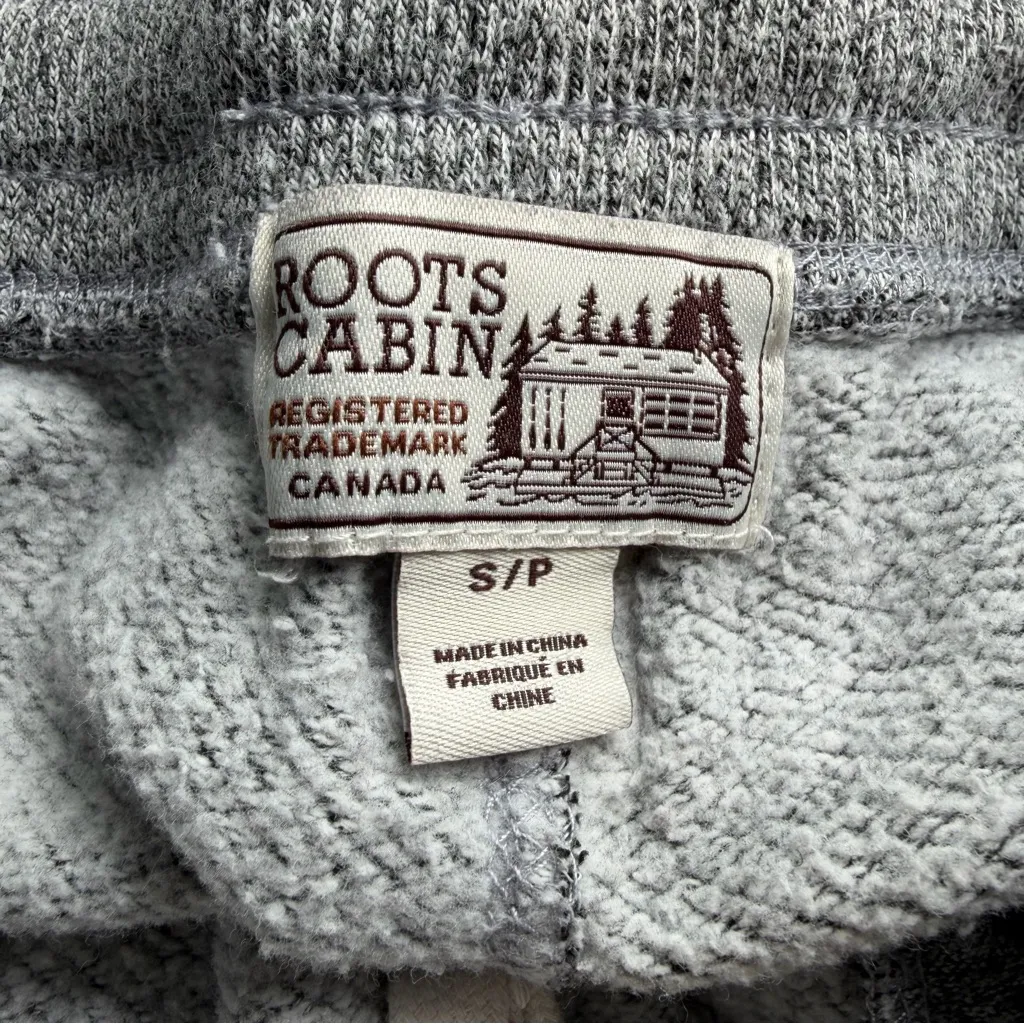 ROOTS
CABIN
REGISTERED
TRADEMARK
CANADA
S/P
MADE IN CHINA
FABRIQUÉ EN
CHINE